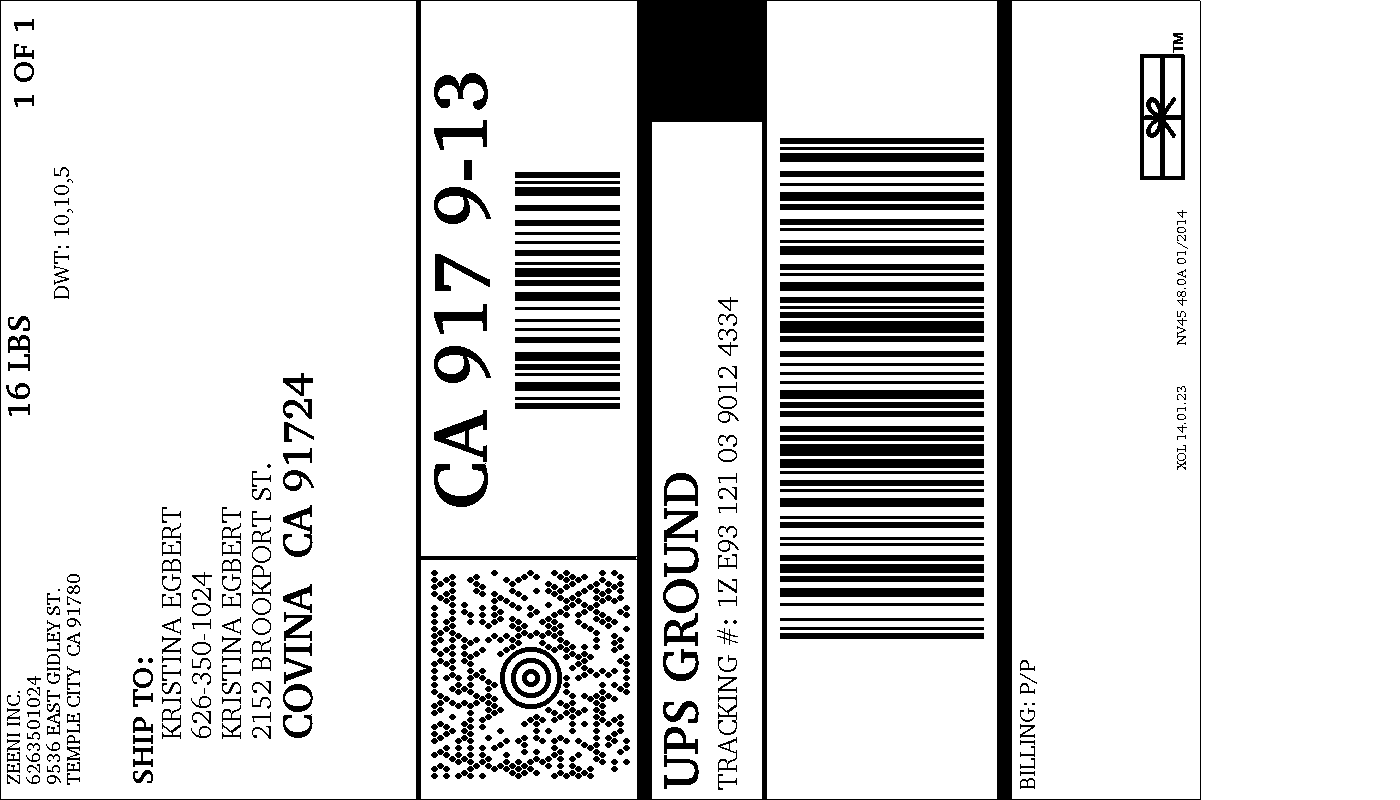 ZEENI INC.
6263501024
9536 EAST GIDLEY ST.
TEMPLE CITY  CA 91780
16 LBS
1 OF 1
DWT: 10,10,5
SHIP TO:
KRISTINA EGBERT
626-350-1024
KRISTINA EGBERT
2152 BROOKPORT ST.
COVINA  CA 91724
CA 917 9-13
UPS GROUND
TRACKING #: 1Z E93 121 03 9012 4334
BILLING: P/P
XOL 14.01.23
NV45 48.0A 01/2014
TM